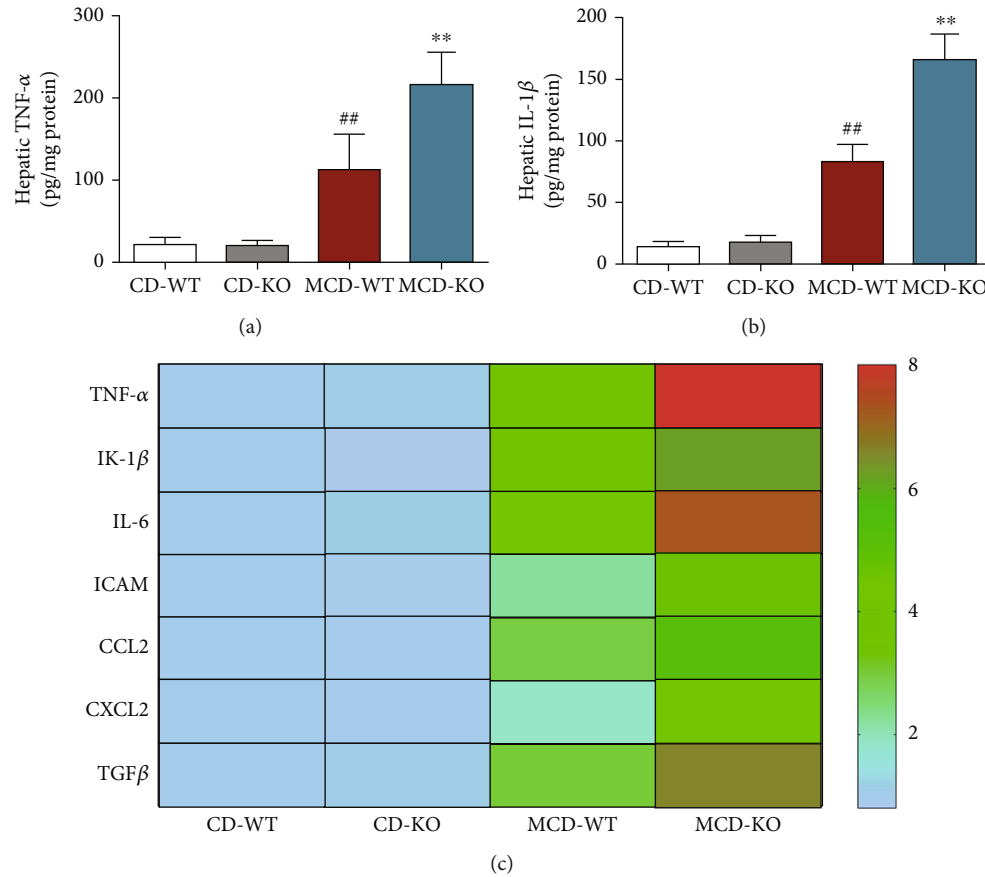 Hepatic TNF-α
(pg/mg protein)
300
200
100
0
##
**
CD-WT CD-KO MCD-WT MCD-KO
(a)
Hepatic IL-1β
(pg/mg protein)
200
150
100
50
0
##
**
CD-WT CD-KO MCD-WT MCD-KO
(b)
TNF-α
IK-1β
IL-6
ICAM
CCL2
CXCL2
TGFβ
CD-WT CD-KO MCD-WT MCD-KO
8
6
4
2
(c)